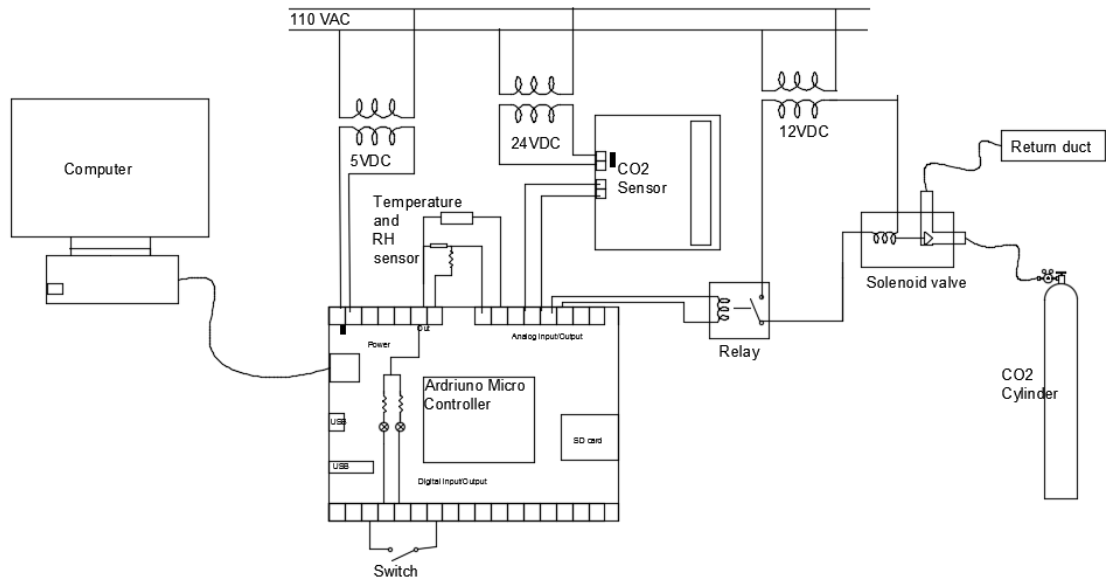 110 VAC
5VDC
24VDC
12VDC
Computer
CO2
Sensor
Return duct
Temperature
and
RH
sensor
Solenoid valve
Relay
Out
Power
Analog Input/Output
Ardriuno Micro
Controller
CO2
Cylinder
USB
SD card
USB
Digital Input/Output
Switch